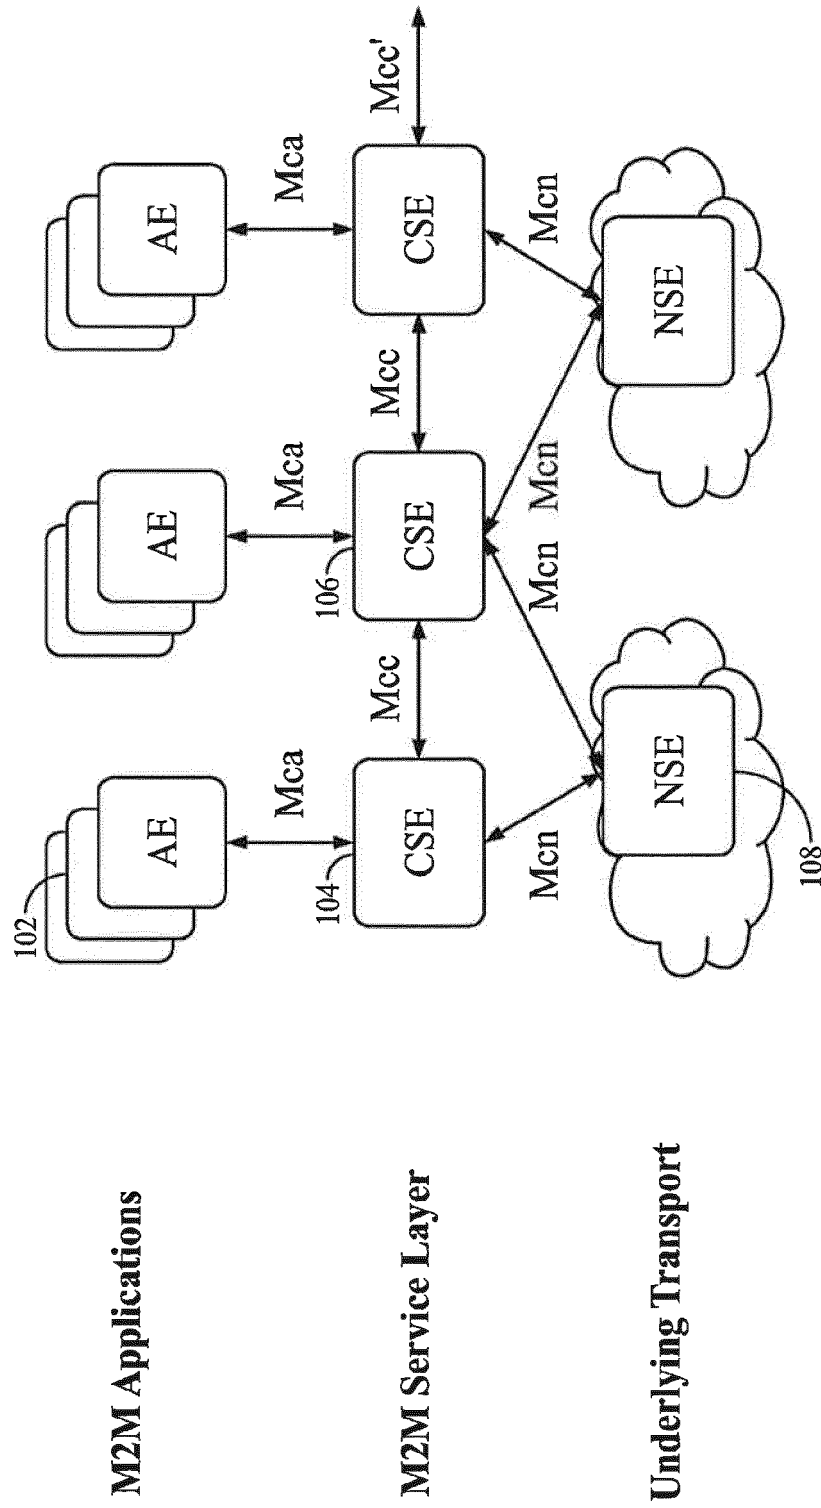 M2M Applications
102
AE
AE
AE
Mca
Mca
Mca
M2M Service Layer
104
106
CSE
Mcc
CSE
Mcc
CSE
Mcc'
Mcn
Mcn
Mcn
Mcn
Underlying Transport
NSE
NSE
108